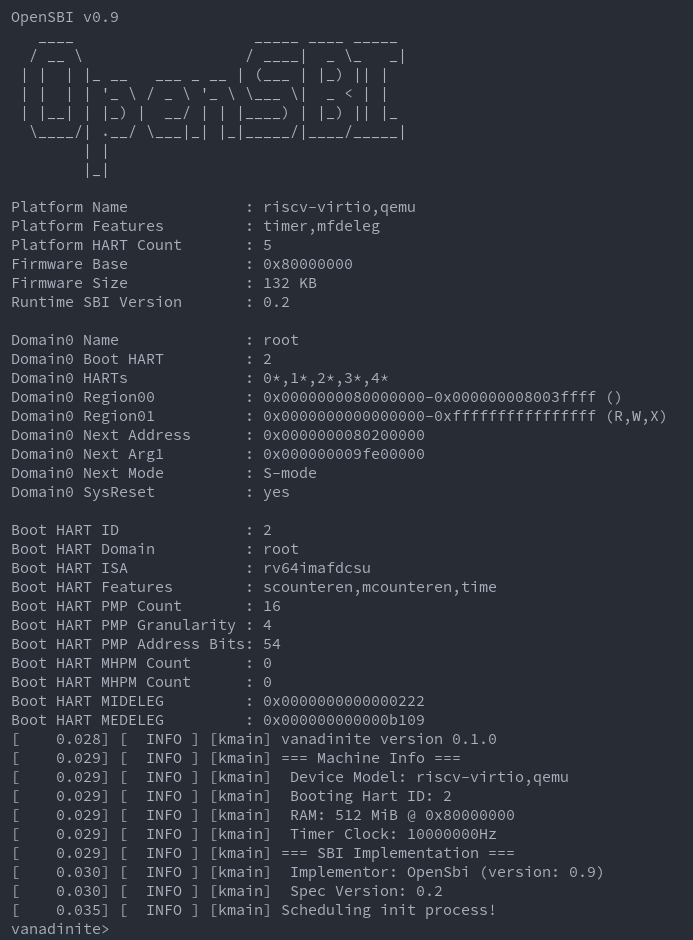 OpenSBI v0.9
   ____                    _____ ____ _____
  / __ \                  / ____|  _ \_   _|
 | |  | |_ __   ___ _ __ | (___ | |_) || |
 | |  | | '_ \ / _ \ '_ \ \___ \|  _ < | |
 | |__| | |_) |  __/ | | |____) | |_) || |_
  \____/| .__/ \___|_| |_|_____/|____/_____|
        | |
        |_|

Platform Name             : riscv-virtio,qemu
Platform Features         : timer,mfdeleg
Platform HART Count       : 5
Firmware Base             : 0x80000000
Firmware Size             : 132 KB
Runtime SBI Version       : 0.2

Domain0 Name              : root
Domain0 Boot HART         : 2
Domain0 HARTs             : 0*,1*,2*,3*,4*
Domain0 Region00          : 0x0000000080000000-0x000000008003ffff ()
Domain0 Region01          : 0x0000000000000000-0xffffffffffffffff (R,W,X)
Domain0 Next Address      : 0x0000000080200000
Domain0 Next Arg1         : 0x000000009fe00000
Domain0 Next Mode         : S-mode
Domain0 SysReset          : yes

Boot HART ID              : 2
Boot HART Domain          : root
Boot HART ISA             : rv64imafdcsu
Boot HART Features        : scounteren,mcounteren,time
Boot HART PMP Count       : 16
Boot HART PMP Granularity : 4
Boot HART PMP Address Bits: 54
Boot HART MHPM Count      : 0
Boot HART MHPM Count      : 0
Boot HART MIDELEG         : 0x0000000000000222
Boot HART MEDELEG         : 0x000000000000b109
[    0.028] [  INFO ] [kmain] vanadinite version 0.1.0
[    0.029] [  INFO ] [kmain] === Machine Info ===
[    0.029] [  INFO ] [kmain]  Device Model: riscv-virtio,qemu
[    0.029] [  INFO ] [kmain]  Booting Hart ID: 2
[    0.029] [  INFO ] [kmain]  RAM: 512 MiB @ 0x80000000
[    0.029] [  INFO ] [kmain]  Timer Clock: 10000000Hz
[    0.029] [  INFO ] [kmain] === SBI Implementation ===
[    0.030] [  INFO ] [kmain]  Implementor: OpenSbi (version: 0.9)
[    0.030] [  INFO ] [kmain]  Spec Version: 0.2
[    0.035] [  INFO ] [kmain] Scheduling init process!
vanadinite>